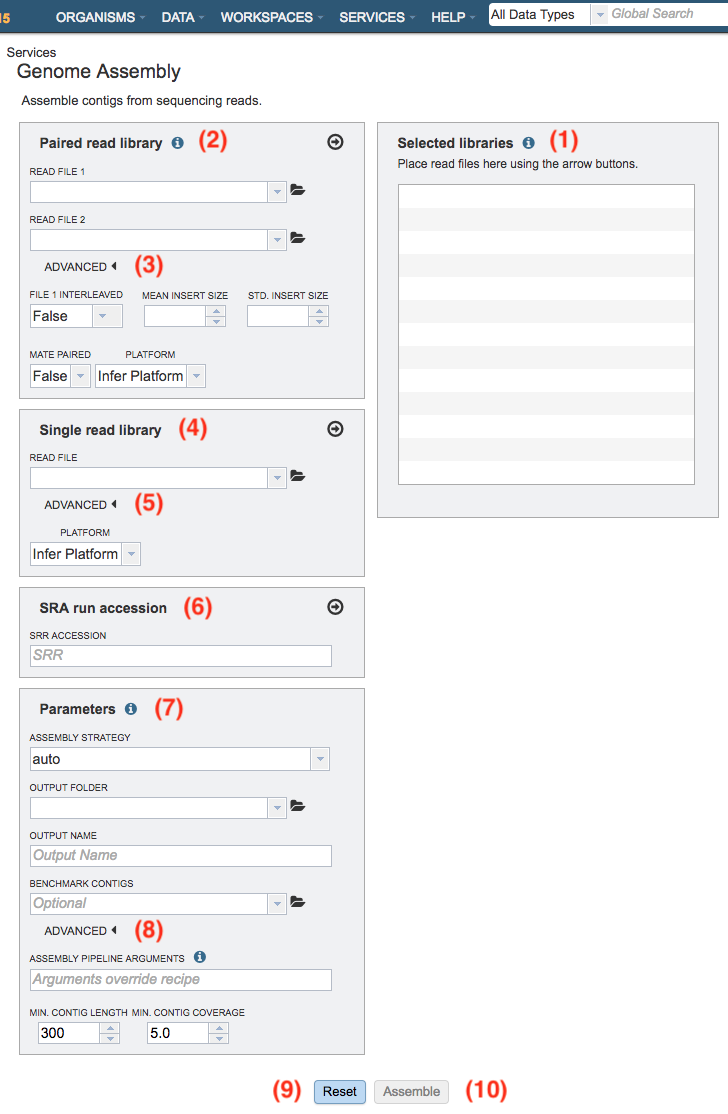 15 ORGANISMS DATA WORKSPACES SERVICES HELP All Data Types Global Search
Services
Genome Assembly
Assemble contigs from sequencing reads.
Paired read library (2)
READ FILE 1
READ FILE 2
ADVANCED (3)
FILE 1 INTERLEAVED MEAN INSERT SIZE STD. INSERT SIZE
False
MATE PAIRED PLATFORM
False Infer Platform
Selected libraries (1)
Place read files here using the arrow buttons.
Single read library (4)
READ FILE
ADVANCED (5)
PLATFORM
Infer Platform
SRA run accession (6)
SRR ACCESSION
SRR
Parameters (7)
ASSEMBLY STRATEGY
auto
OUTPUT FOLDER
OUTPUT NAME
Output Name
BENCHMARK CONTIGS
Optional
ADVANCED (8)
ASSEMBLY PIPELINE ARGUMENTS
Arguments override recipe
MIN. CONTIG LENGTH MIN. CONTIG COVERAGE
300 5.0
(9) Reset Assemble (10)